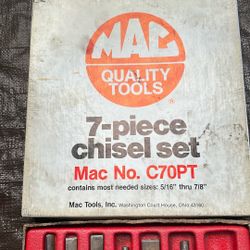 MAC
QUALITY
TOOLS
®
7-piece
chisel set
Mac No. C70PT
contains most needed sizes: 5/16" thru 7/8"
Mac Tools, Inc. Washington Court House, Ohio 43160